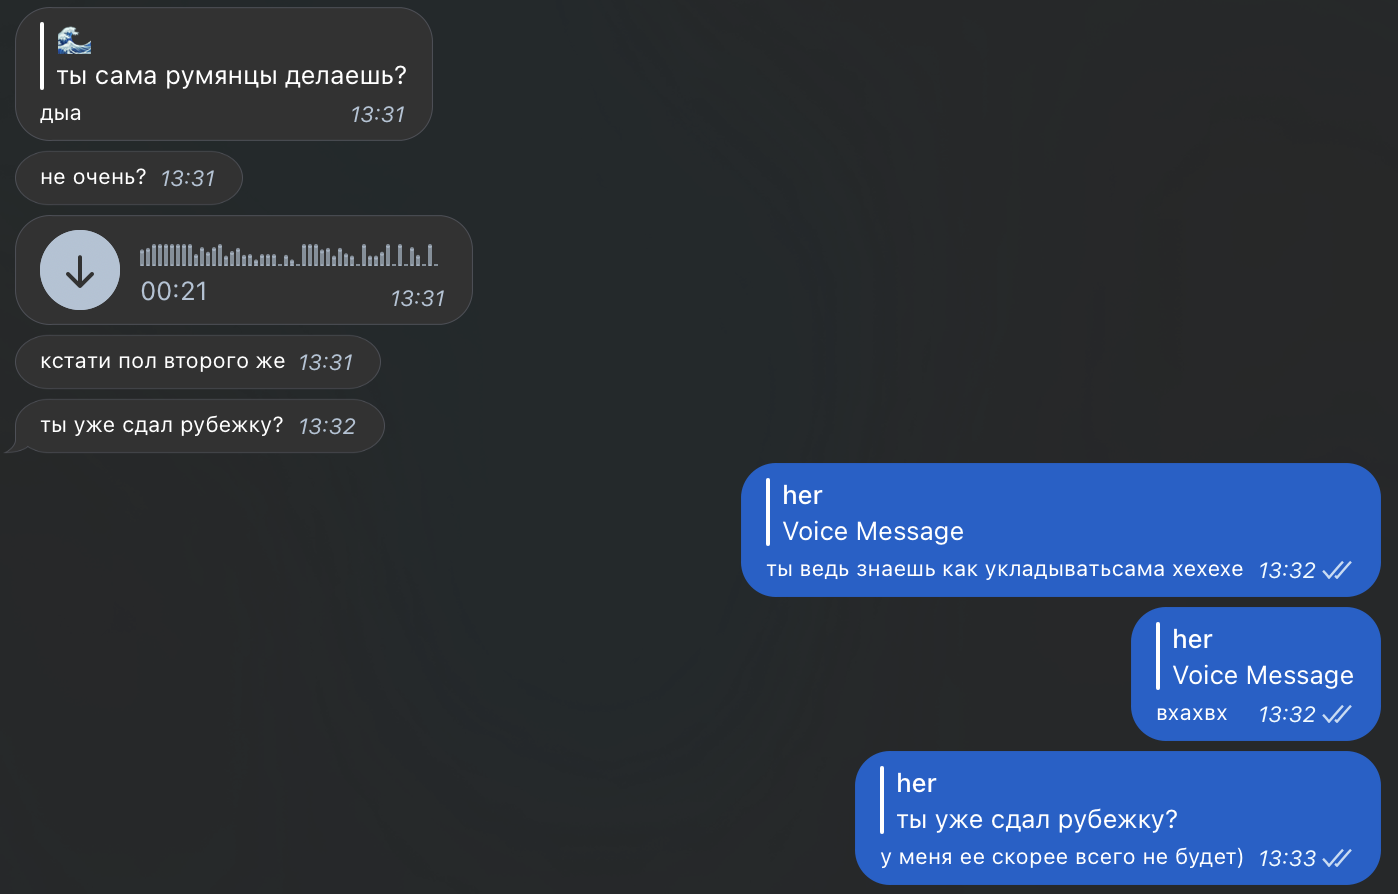 🌊
ты сама румянцы делаешь?
дыа 13:31
не очень? 13:31
00:21 13:31
кстати пол второго же 13:31
ты уже сдал рубежку? 13:32
her
Voice Message
ты ведь знаешь как укладыватьсама хехехе 13:32
her
Voice Message
вхахвх 13:32
her
ты уже сдал рубежку?
у меня ее скорее всего не будет) 13:33